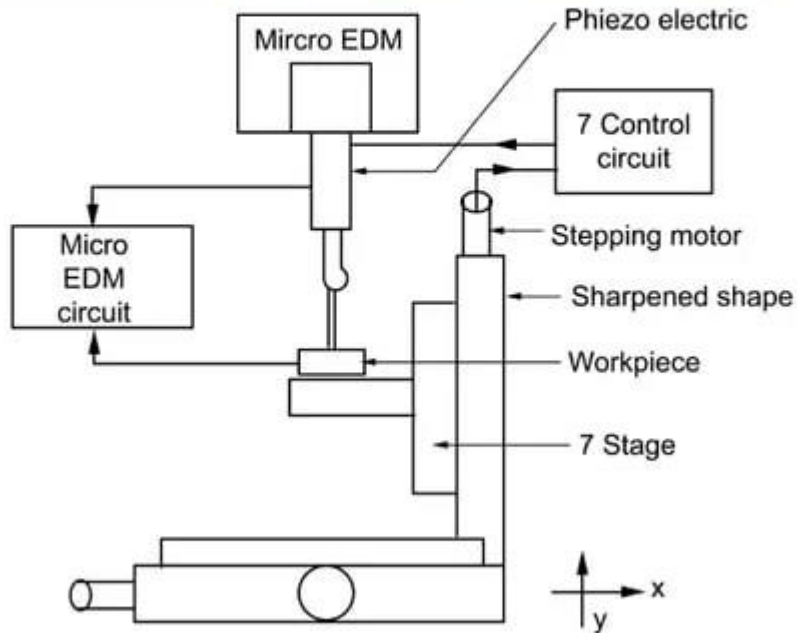 Mircro EDM
Phiezo electric
7 Control
circuit
Stepping motor
Micro
EDM
circuit
Sharpened shape
Workpiece
7 Stage
x
y